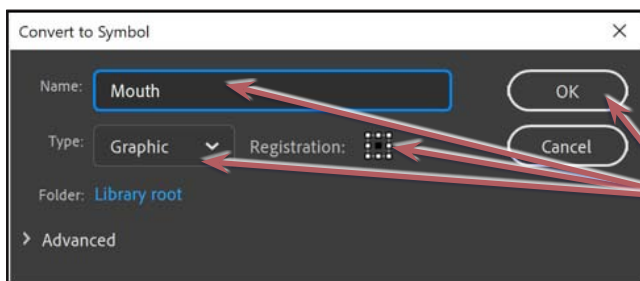 Convert to Symbol
Name: Mouth OK
Type: Graphic Registration: Cancel
Folder: Library root
Advanced